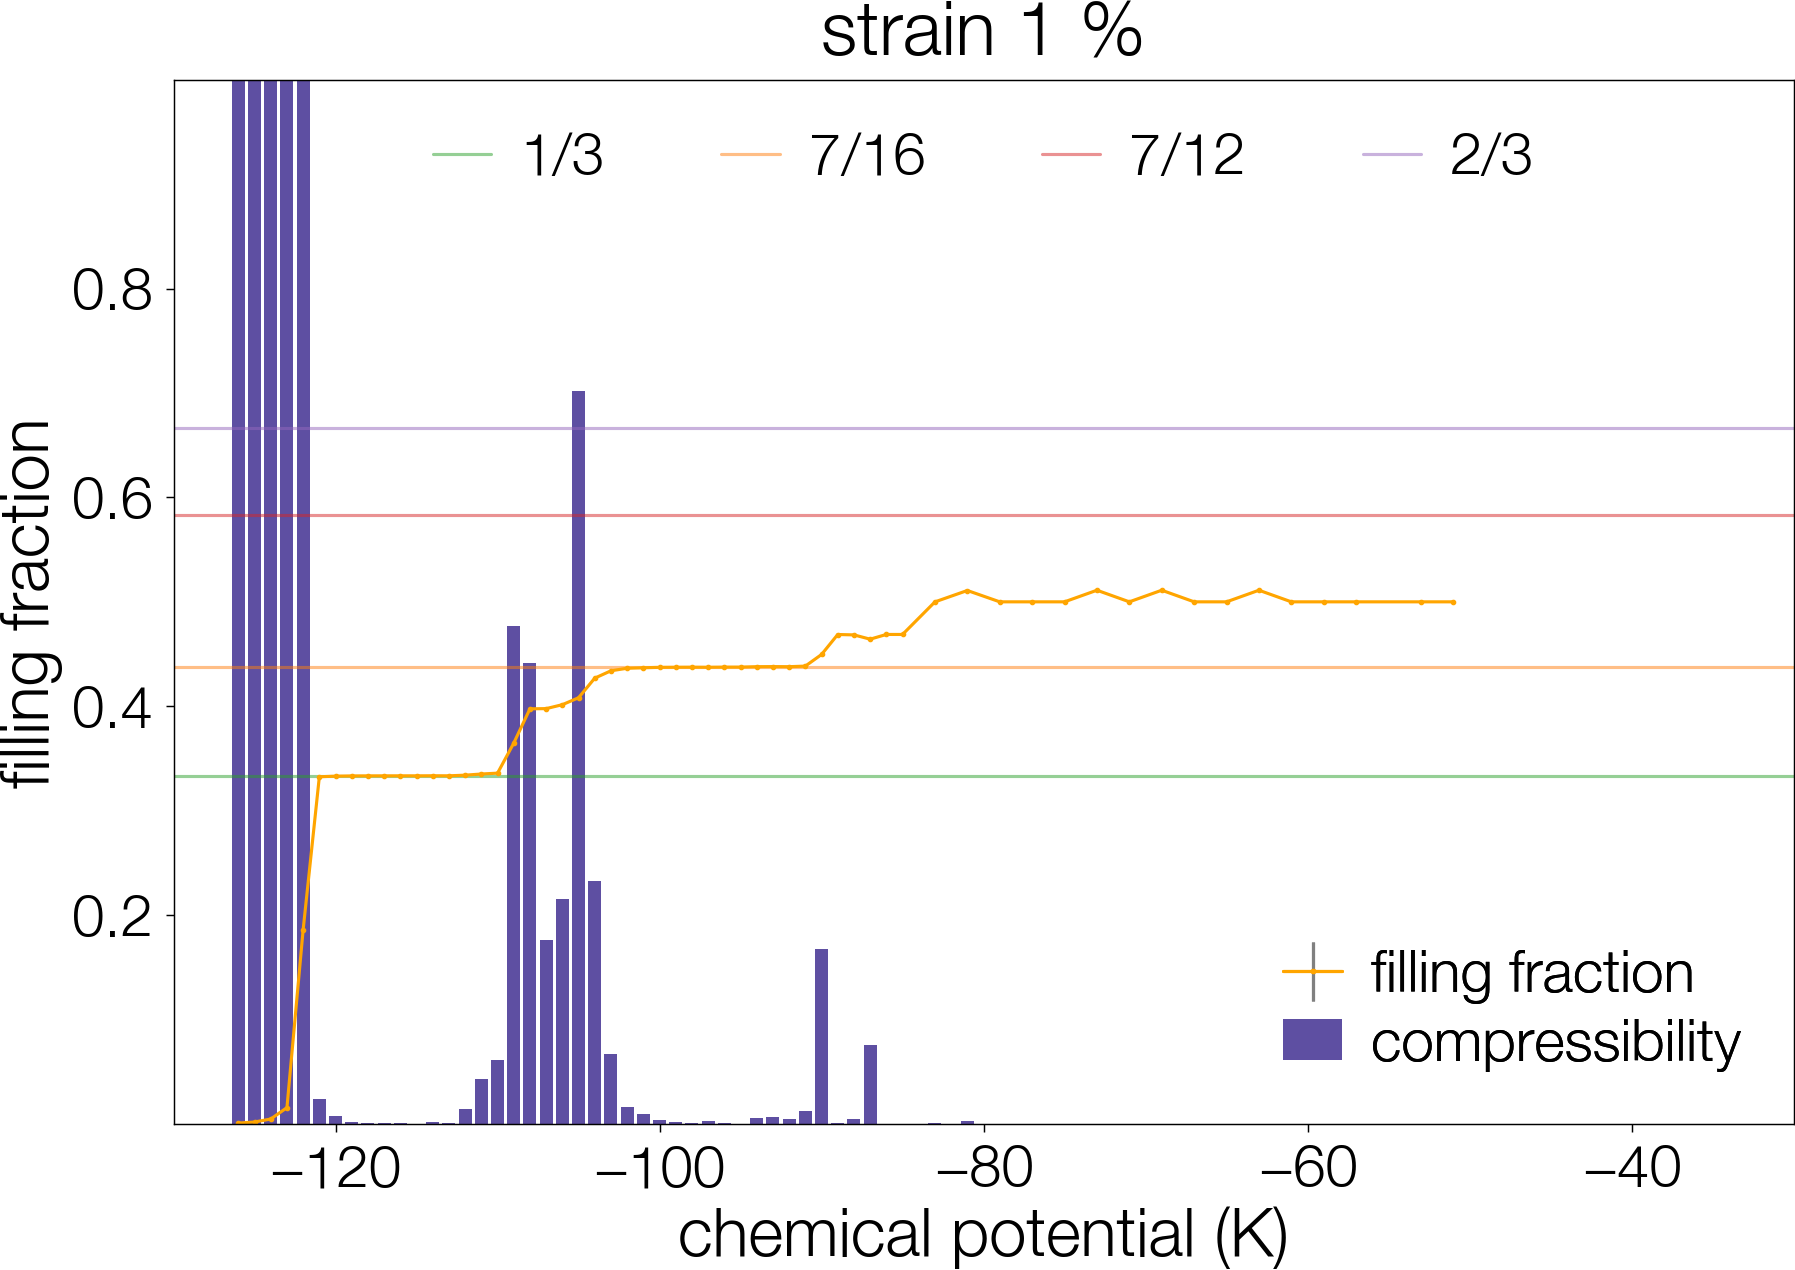 strain 1 %
1/3
7/16
7/12
2/3
0.8
0.6
0.4
0.2
filling fraction
filling fraction
compressibility
−120
−100
−80
−60
−40
chemical potential (K)